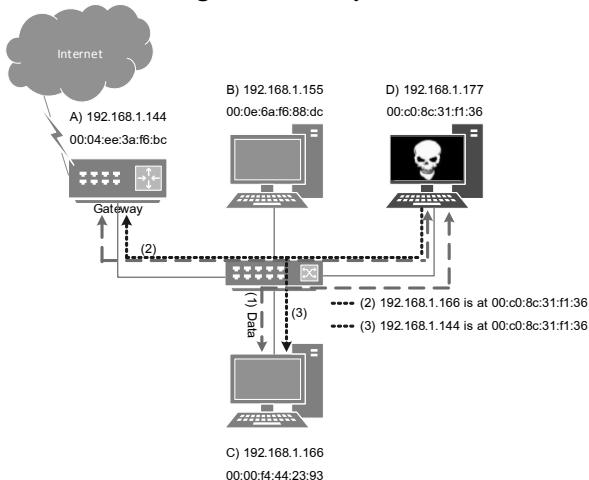 Internet
A) 192.168.1.144
00:04:ee:3a:f6:bc
Gateway
B) 192.168.1.155
00:0e:6a:f6:88:dc
D) 192.168.1.177
00:c0:8c:31:f1:36
(2)
(1) Data
(3)
(2) 192.168.1.166 is at 00:c0:8c:31:f1:36
(3) 192.168.1.144 is at 00:c0:8c:31:f1:36
C) 192.168.1.166
00:00:f4:44:23:93